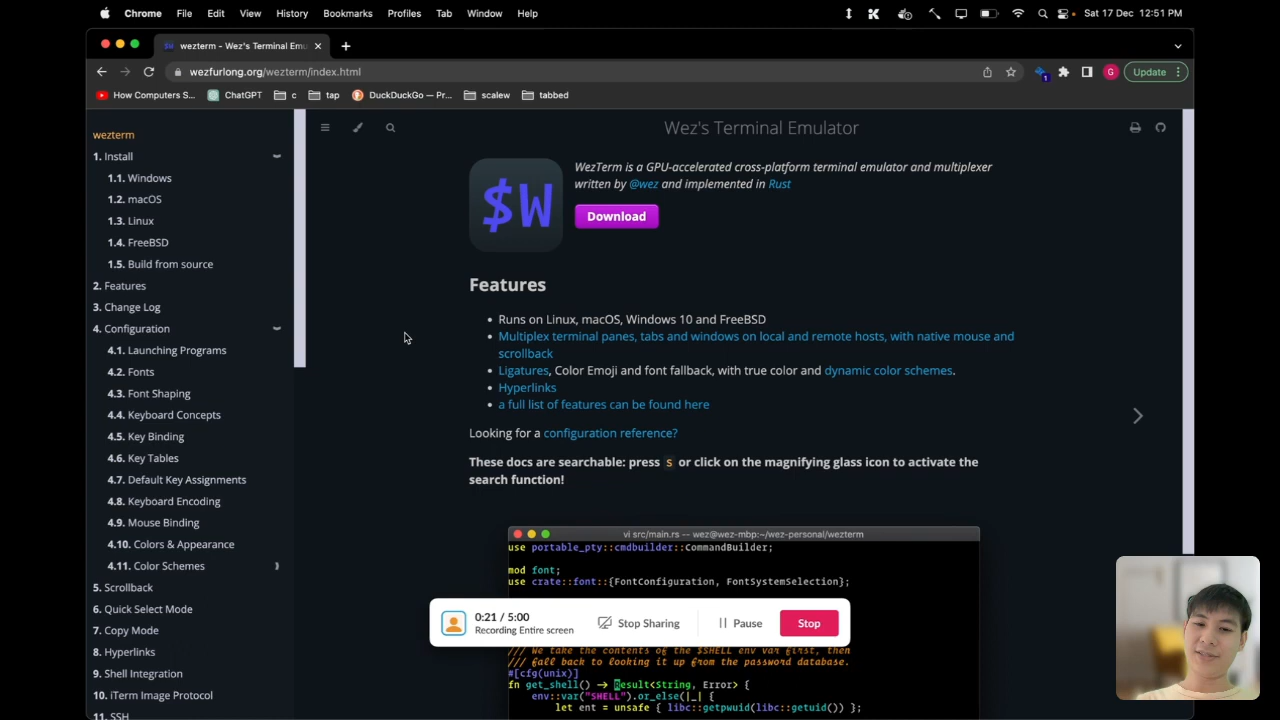 Chrome File Edit View History Bookmarks Profiles Tab Window Help Sat 17 Dec 12:51 PM
wezterm - Wez's Terminal Emu
wezfurlong.org/wezterm/index.html
1 G Update
How Computers S... ChatGPT c tap DuckDuckGo — Pr... scalew tabbed
wezterm
1. Install
1.1. Windows
1.2. macOS
1.3. Linux
1.4. FreeBSD
1.5. Build from source
2. Features
3. Change Log
4. Configuration
4.1. Launching Programs
4.2. Fonts
4.3. Font Shaping
4.4. Keyboard Concepts
4.5. Key Binding
4.6. Key Tables
4.7. Default Key Assignments
4.8. Keyboard Encoding
4.9. Mouse Binding
4.10. Colors & Appearance
4.11. Color Schemes
5. Scrollback
6. Quick Select Mode
7. Copy Mode
8. Hyperlinks
9. Shell Integration
10. iTerm Image Protocol
11. SSH
Wez's Terminal Emulator
$W
WezTerm is a GPU-accelerated cross-platform terminal emulator and multiplexer
written by @wez and implemented in Rust
Download
Features
Runs on Linux, macOS, Windows 10 and FreeBSD
Multiplex terminal panes, tabs and windows on local and remote hosts, with native mouse and
scrollback
Ligatures, Color Emoji and font fallback, with true color and dynamic color schemes.
Hyperlinks
a full list of features can be found here
Looking for a configuration reference?
These docs are searchable: press s or click on the magnifying glass icon to activate the
search function!
vi src/main.rs -- wez@wez-mbp:~/wez-personal/wezterm
use portable_pty::cmdbuilder::CommandBuilder;
mod font;
use crate::font::{FontConfiguration, FontSystemSelection};
0:21 / 5:00
Recording Entire screen
Stop Sharing
Pause
Stop
/// We take the contents of the $SHELL env var first, then
/// fall back to looking it up from the password database.
#[cfg(unix)]
fn get_shell() → Result<String, Error> {
env::var("SHELL").or_else(|_| {
let ent = unsafe { libc::getpwuid(libc::getuid()) };